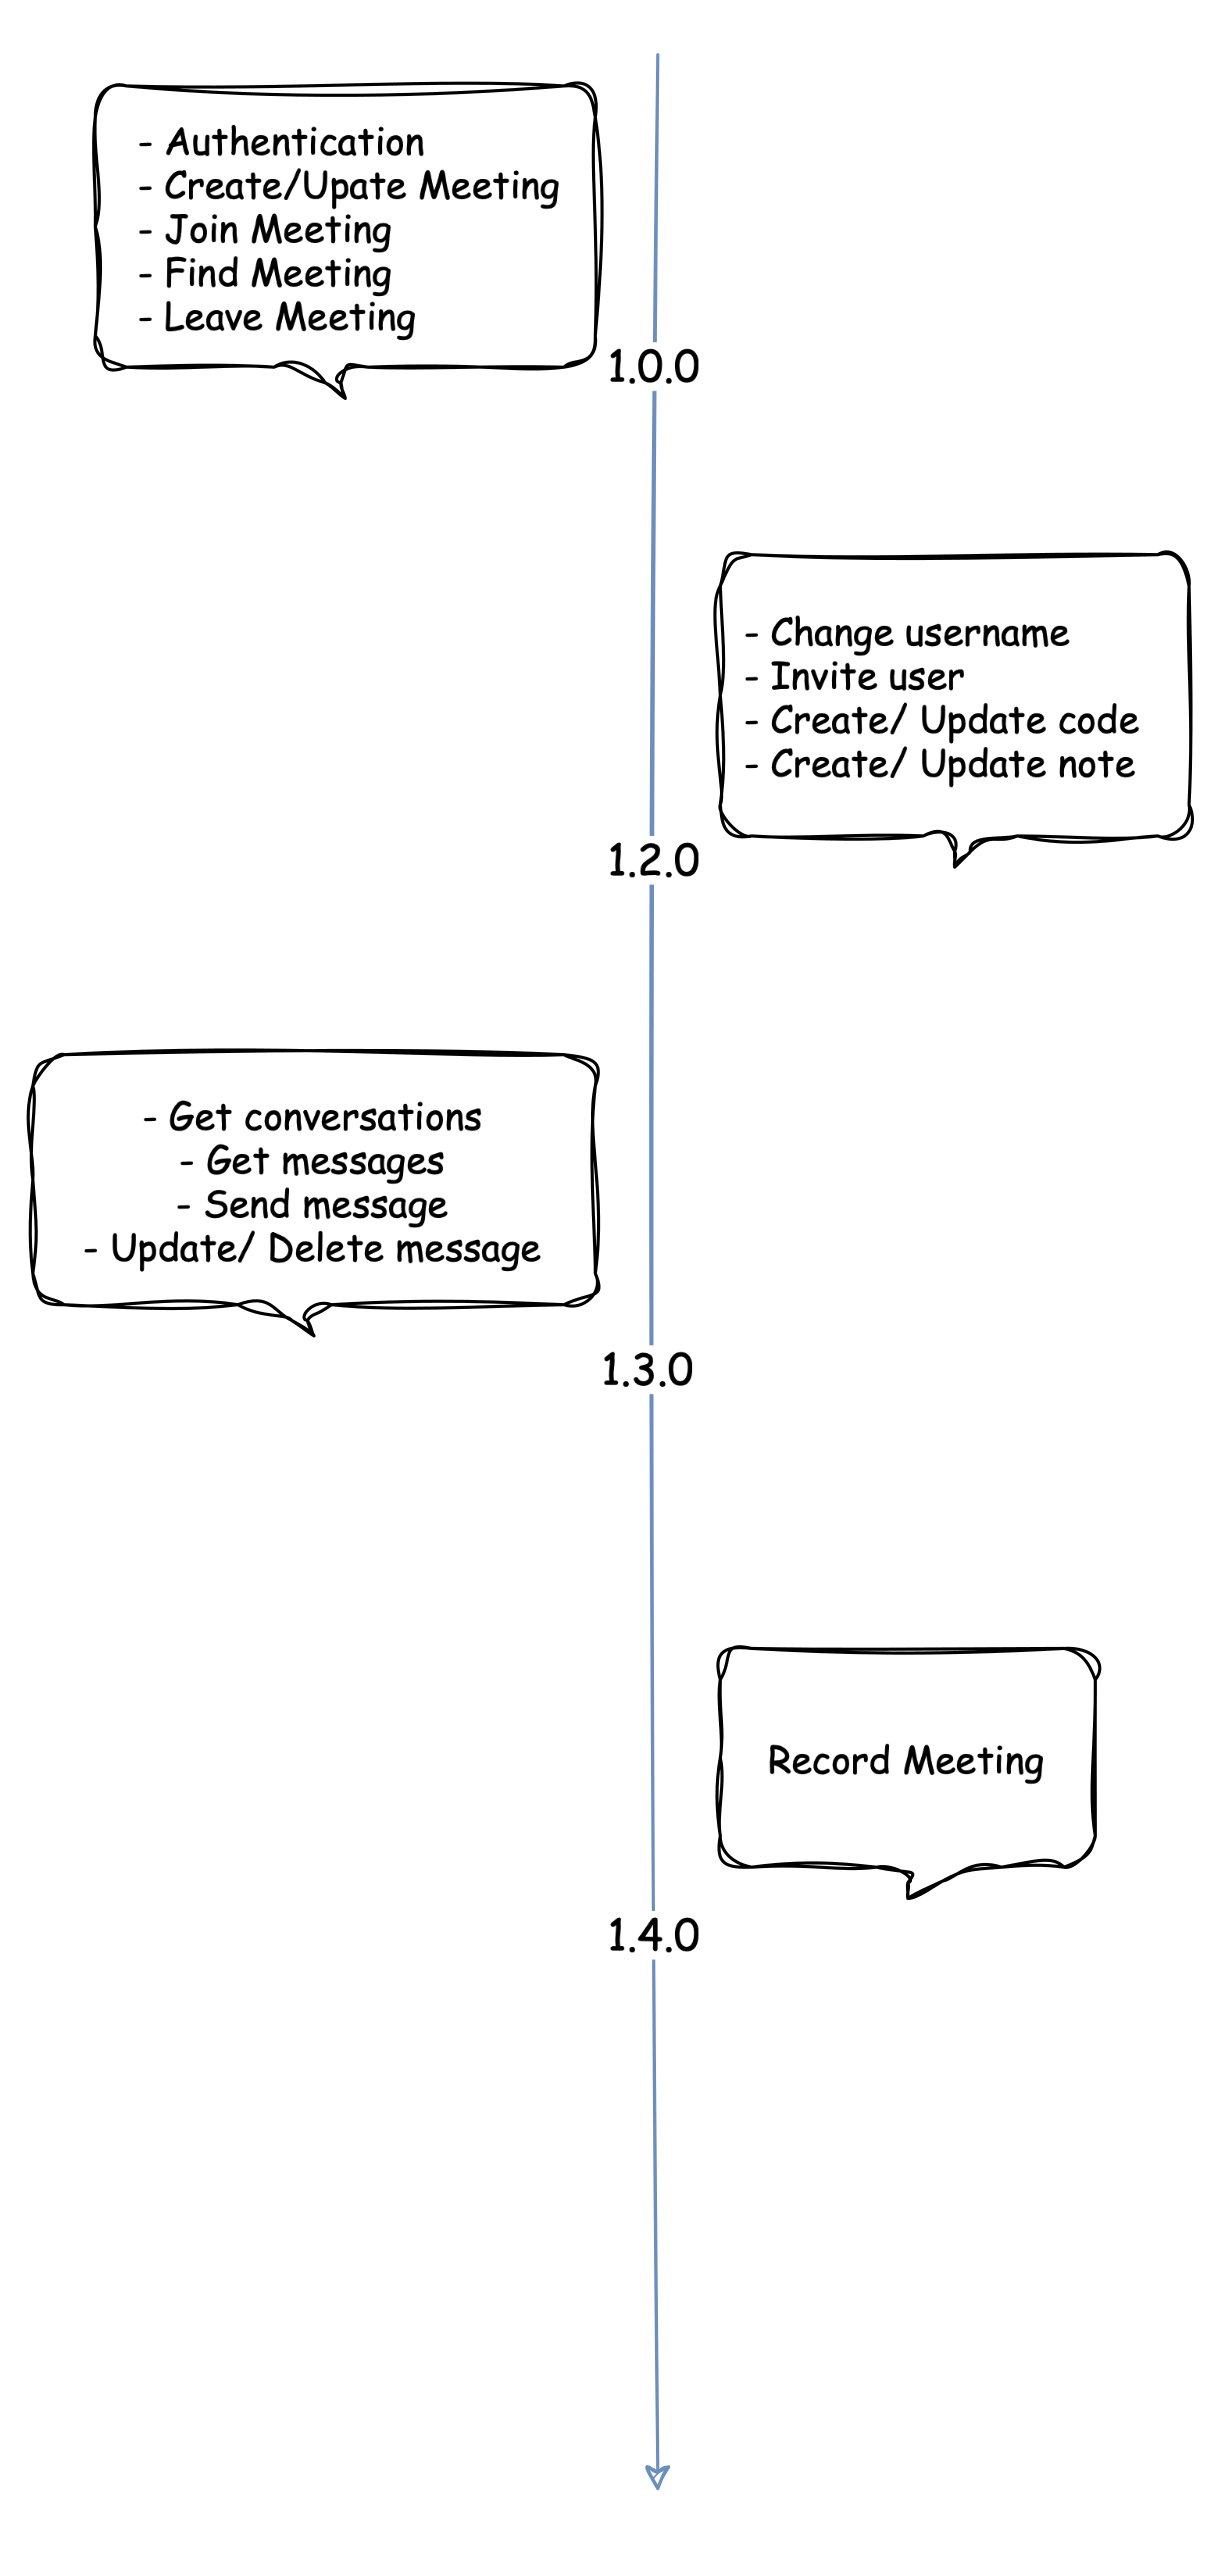 - Authentication
- Create/Upate Meeting
- Join Meeting
- Find Meeting
- Leave Meeting
1.0.0
- Change username
- Invite user
- Create/ Update code
- Create/ Update note
1.2.0
- Get conversations
- Get messages
- Send message
- Update/ Delete message
1.3.0
Record Meeting
1.4.0